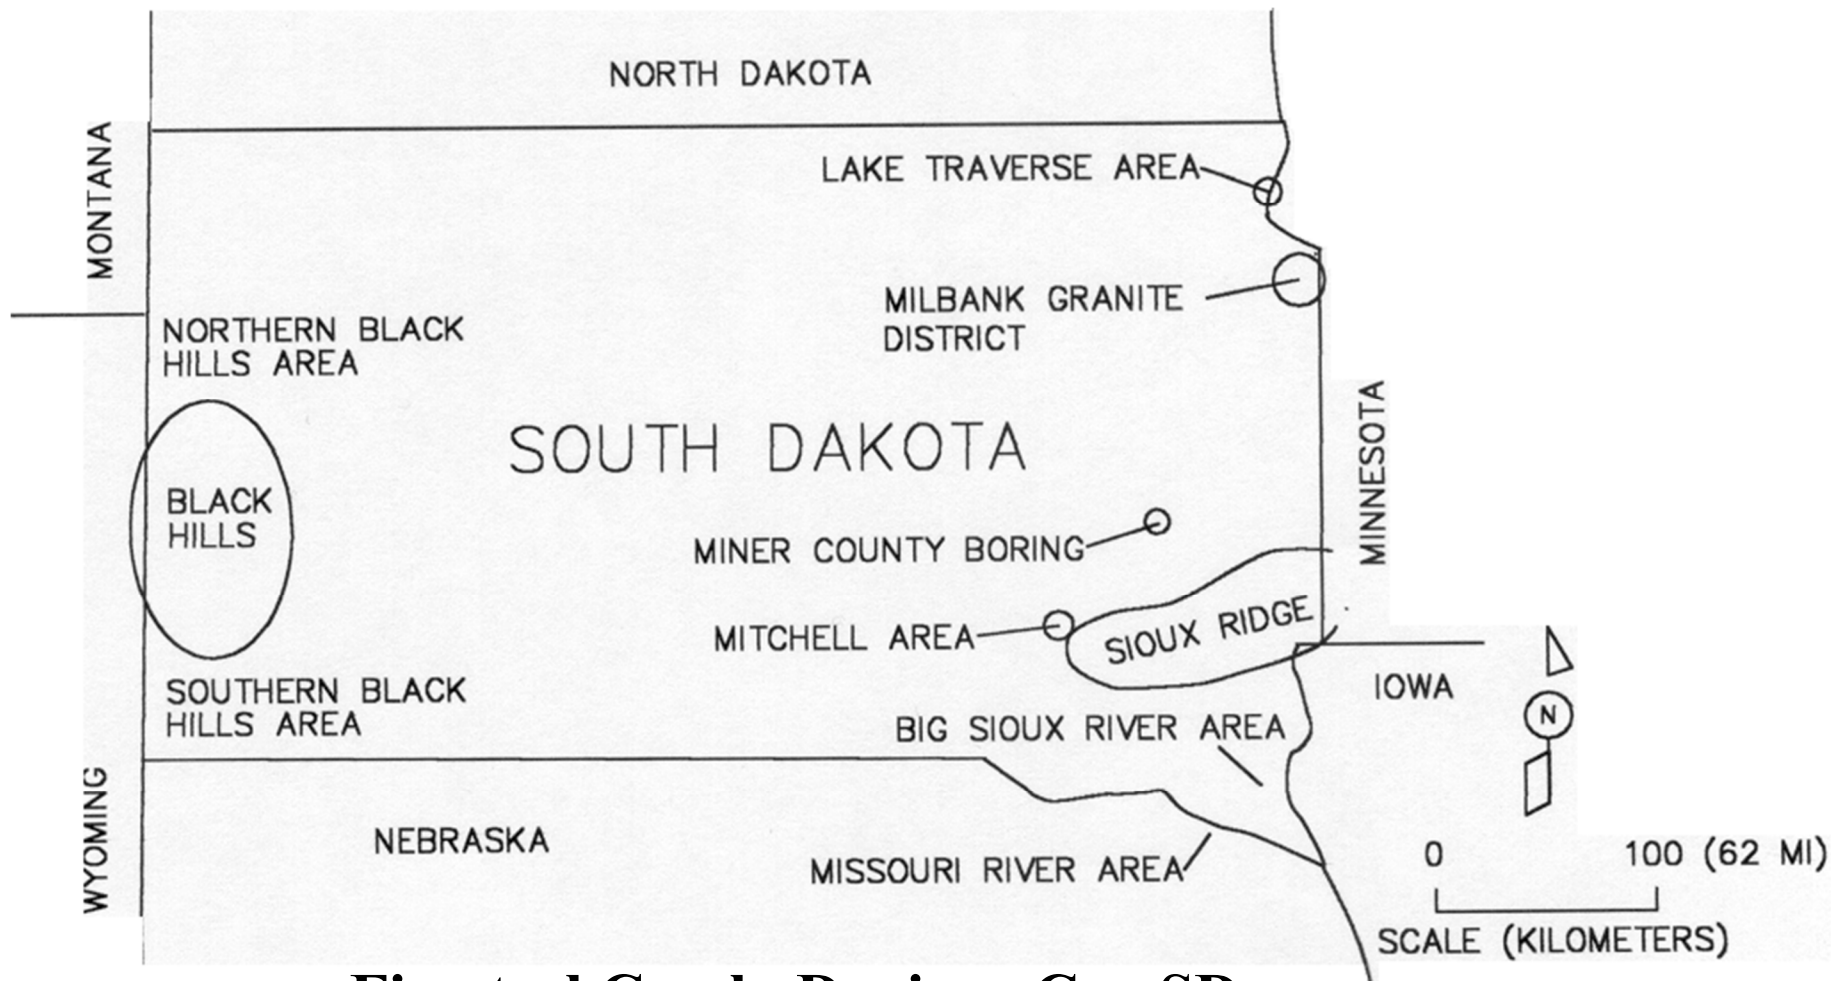 NORTH DAKOTA
MONTANA
LAKE TRAVERSE AREA
MILBANK GRANITE
DISTRICT
NORTHERN BLACK
HILLS AREA
SOUTH DAKOTA
MINNESOTA
BLACK
HILLS
MINER COUNTY BORING
MITCHELL AREA
SIOUX RIDGE
IOWA
SOUTHERN BLACK
HILLS AREA
BIG SIOUX RIVER AREA
N
WYOMING
NEBRASKA
MISSOURI RIVER AREA
0 100 (62 MI)
SCALE (KILOMETERS)